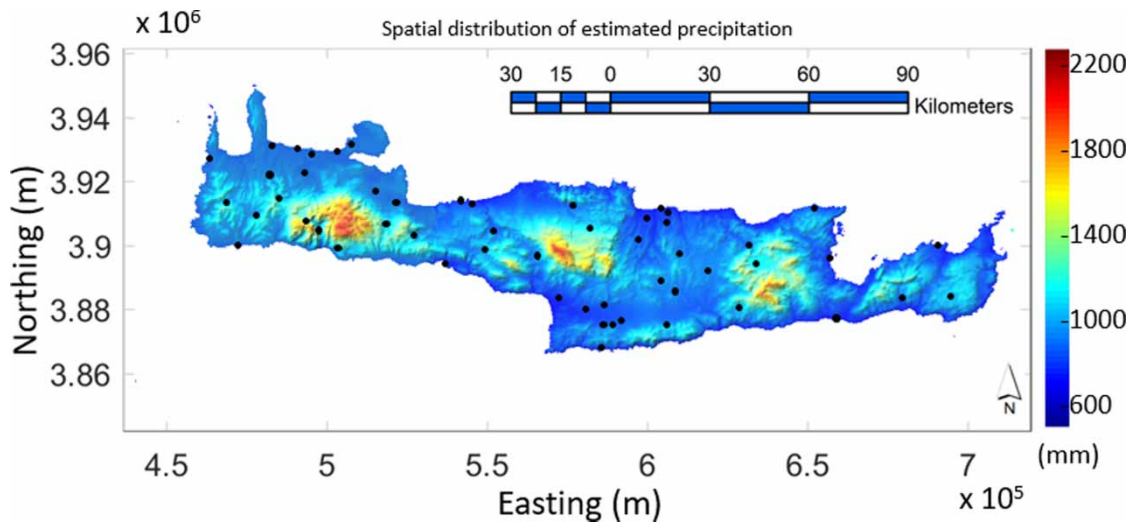 x 10⁶
Spatial distribution of estimated precipitation
3.96
3.94
3.92
3.9
3.88
3.86
Northing (m)
30 15 0 30 60 90
Kilometers
N
2200
1800
1400
1000
600
(mm)
4.5 5 5.5 6 6.5 7
Easting (m)
x 10⁵